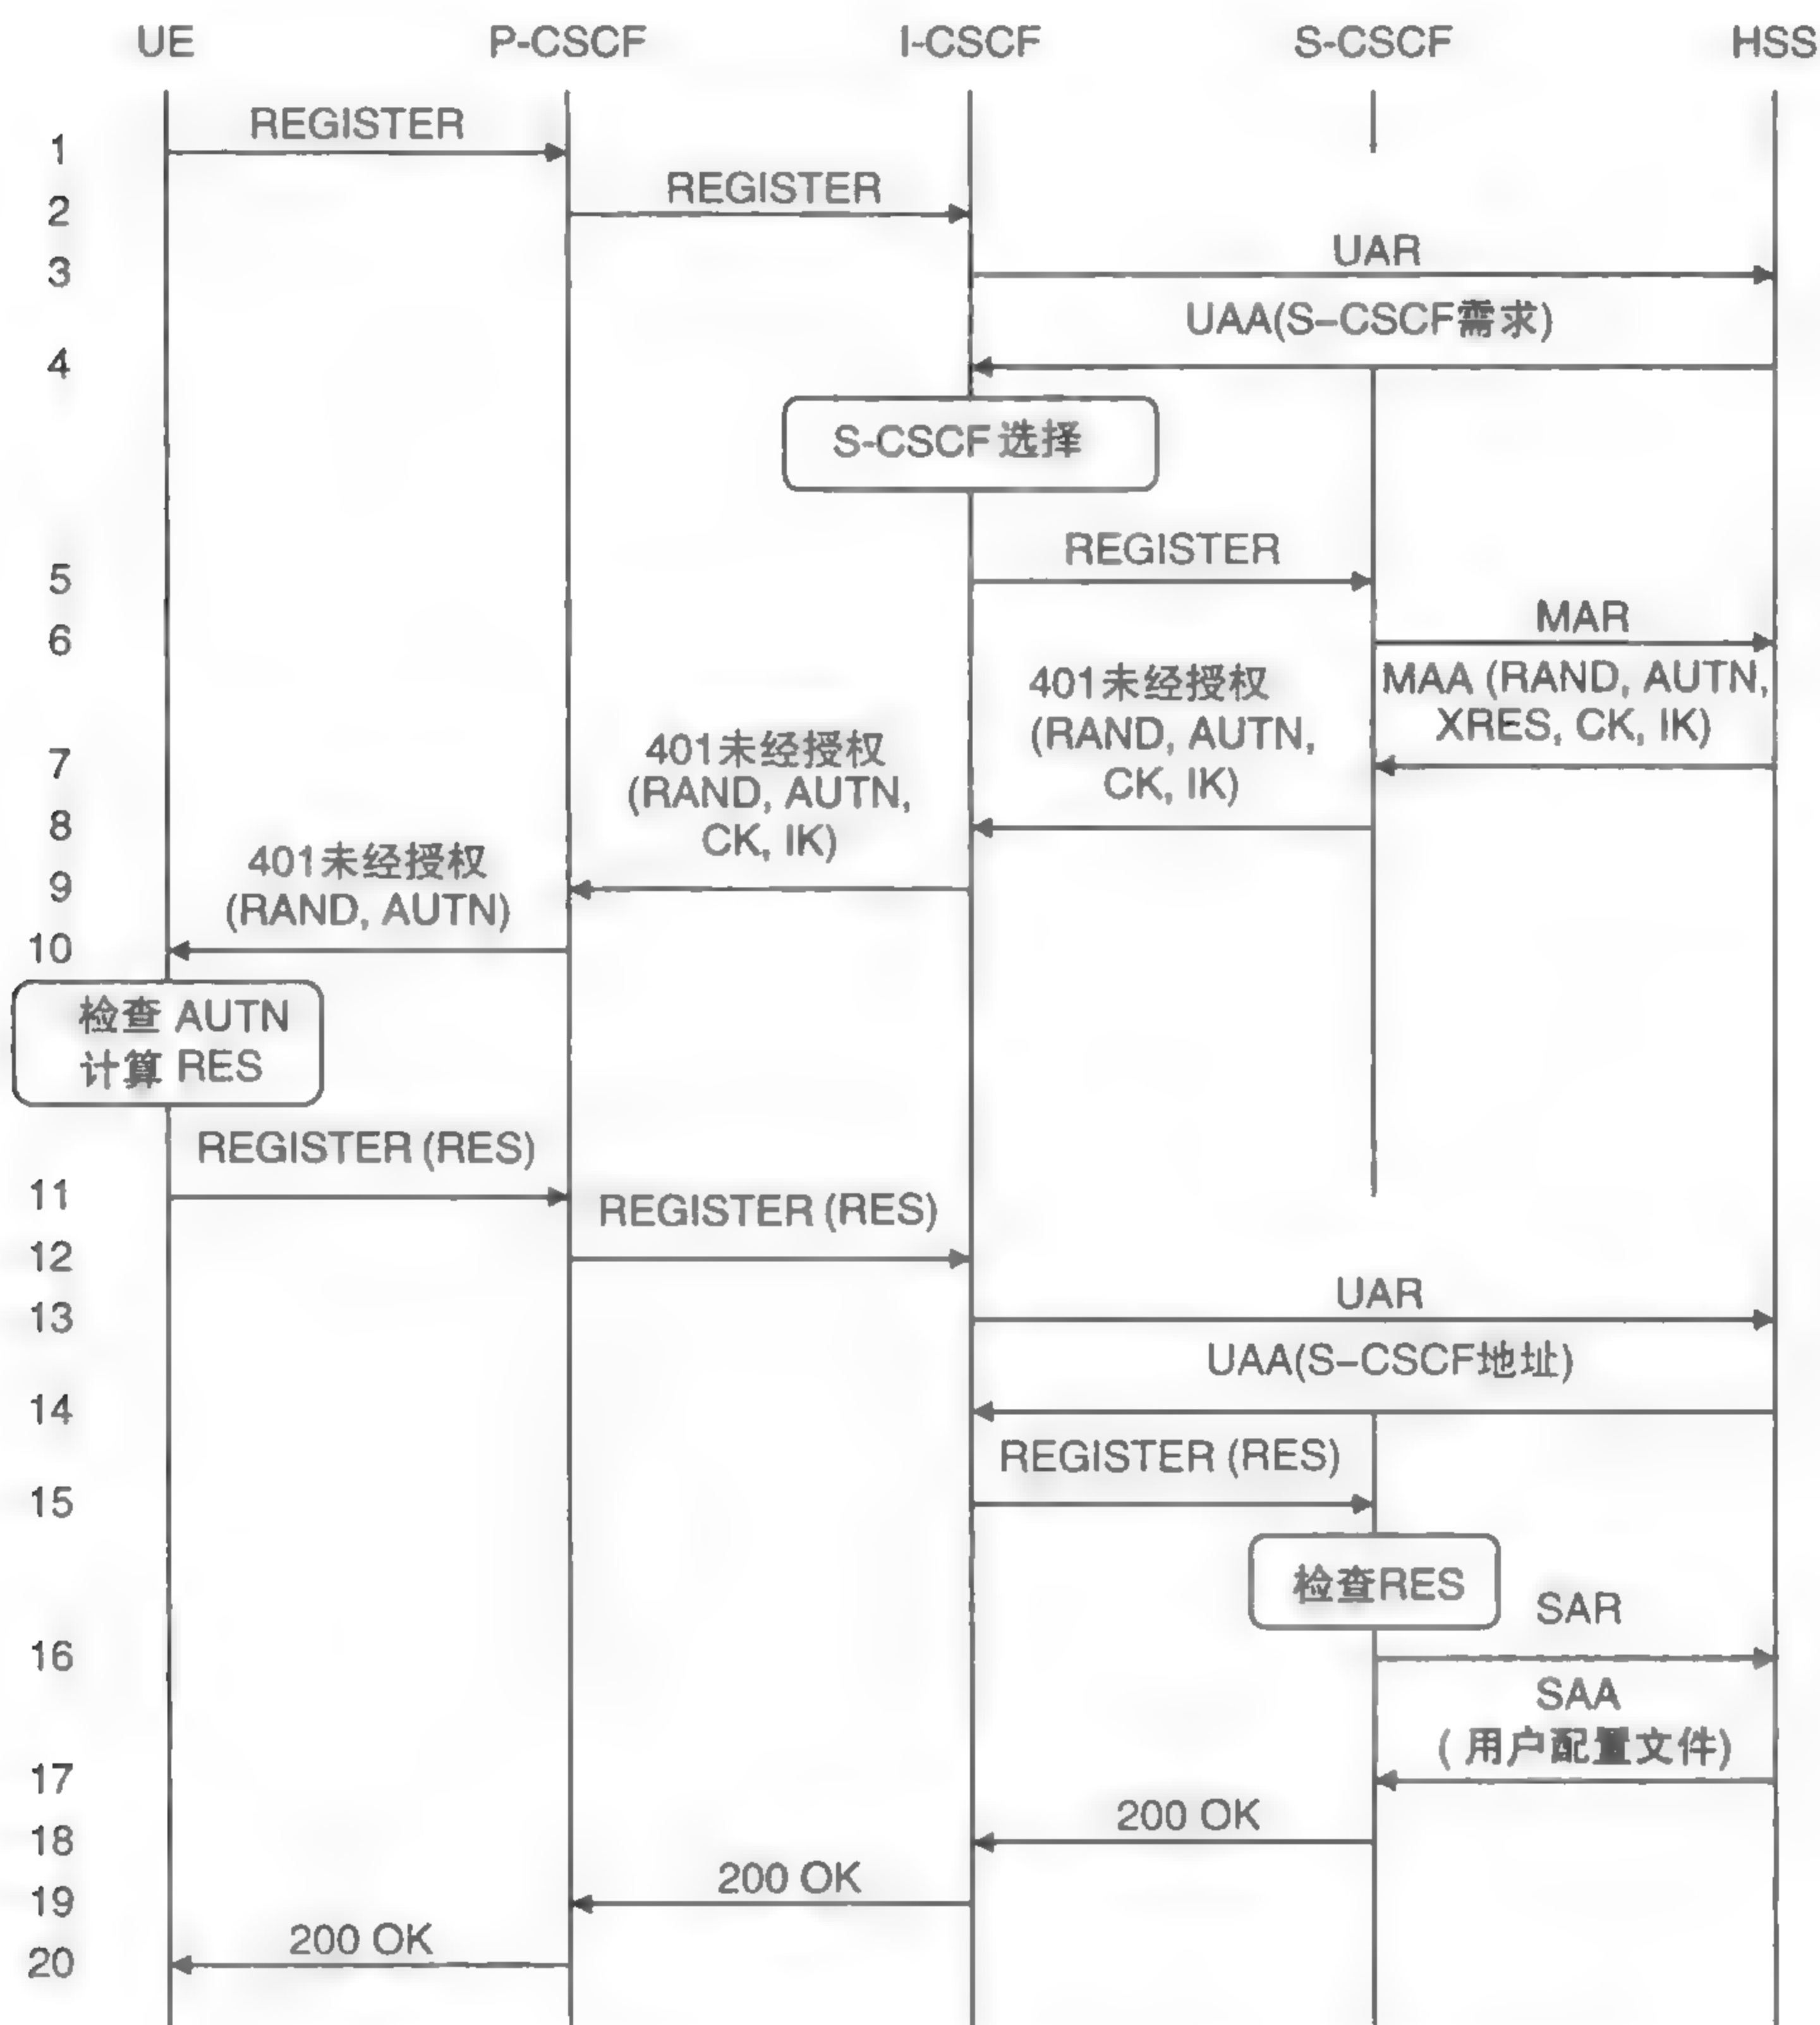 UE P-CSCF I-CSCF S-CSCF HSS
REGISTER
1
REGISTER
2
UAR
3
UAA(S-CSCF需求)
4
S-CSCF 选择
REGISTER
5
MAR
6
MAA (RAND, AUTN,
XRES, CK, IK)
7
401未经授权
(RAND, AUTN,
CK, IK)
8
401未经授权
(RAND, AUTN,
CK, IK)
9
401未经授权
(RAND, AUTN)
10
检查 AUTN
计算 RES
REGISTER (RES)
11
REGISTER (RES)
12
UAR
13
UAA(S-CSCF地址)
14
REGISTER (RES)
15
检查RES
SAR
16
SAA
( 用户配置文件)
17
200 OK
18
200 OK
19
200 OK
20